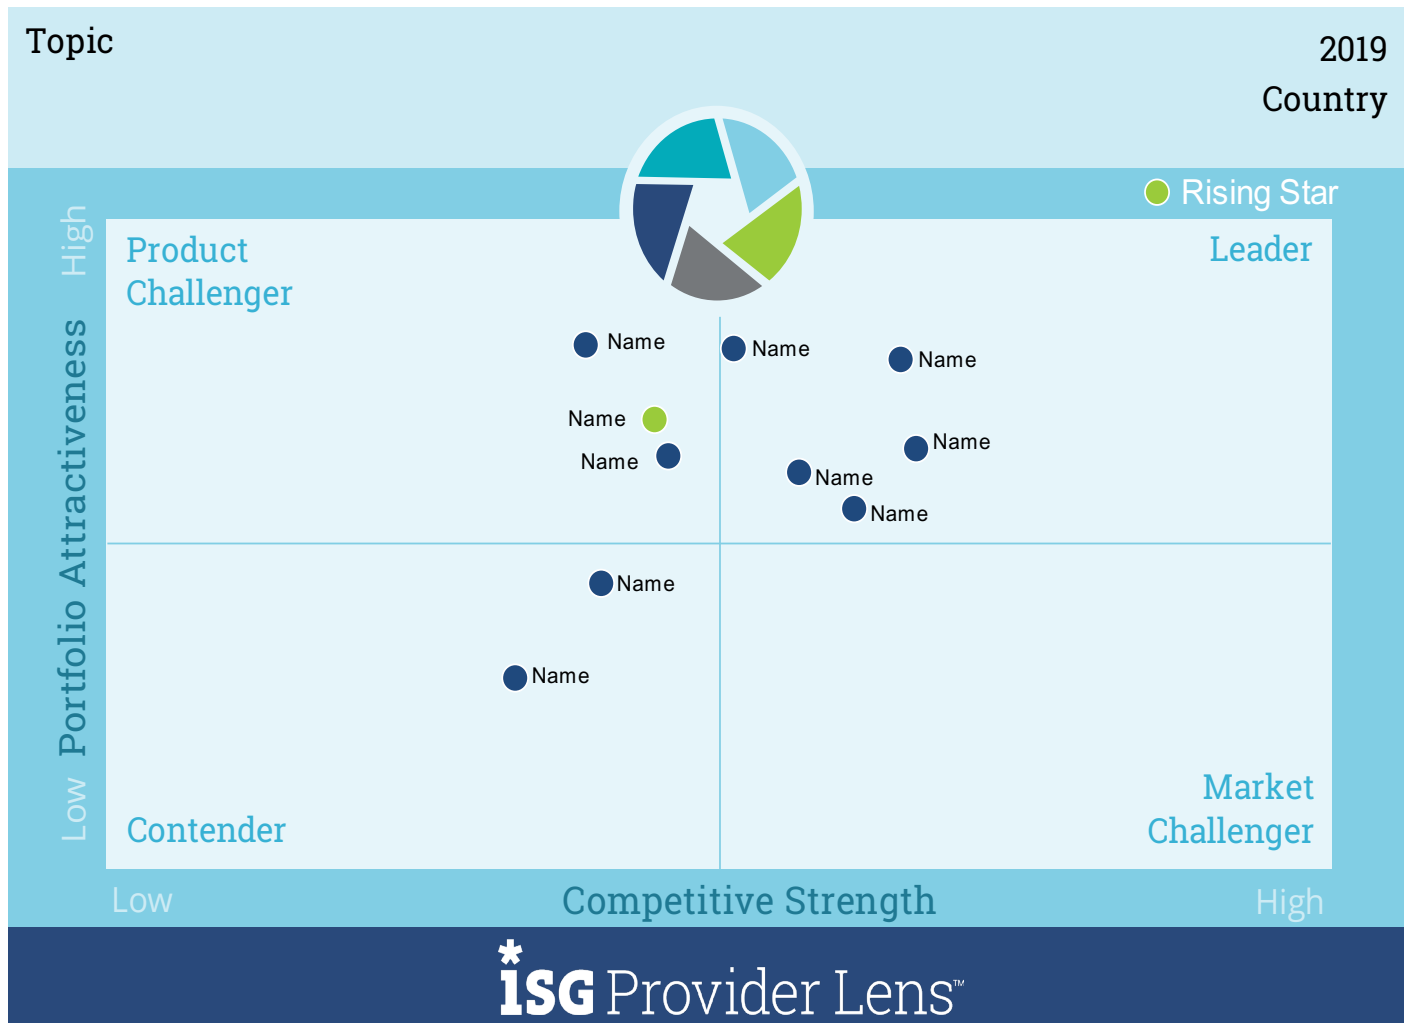 Topic
2019
Country
Rising Star
High
Product
Challenger
Leader
Name
Name
Name
Name
Name
Name
Name
Name
Portfolio Attractiveness
Name
Name
Low
Contender
Market
Challenger
Low
Competitive Strength
High
ISG Provider Lens™